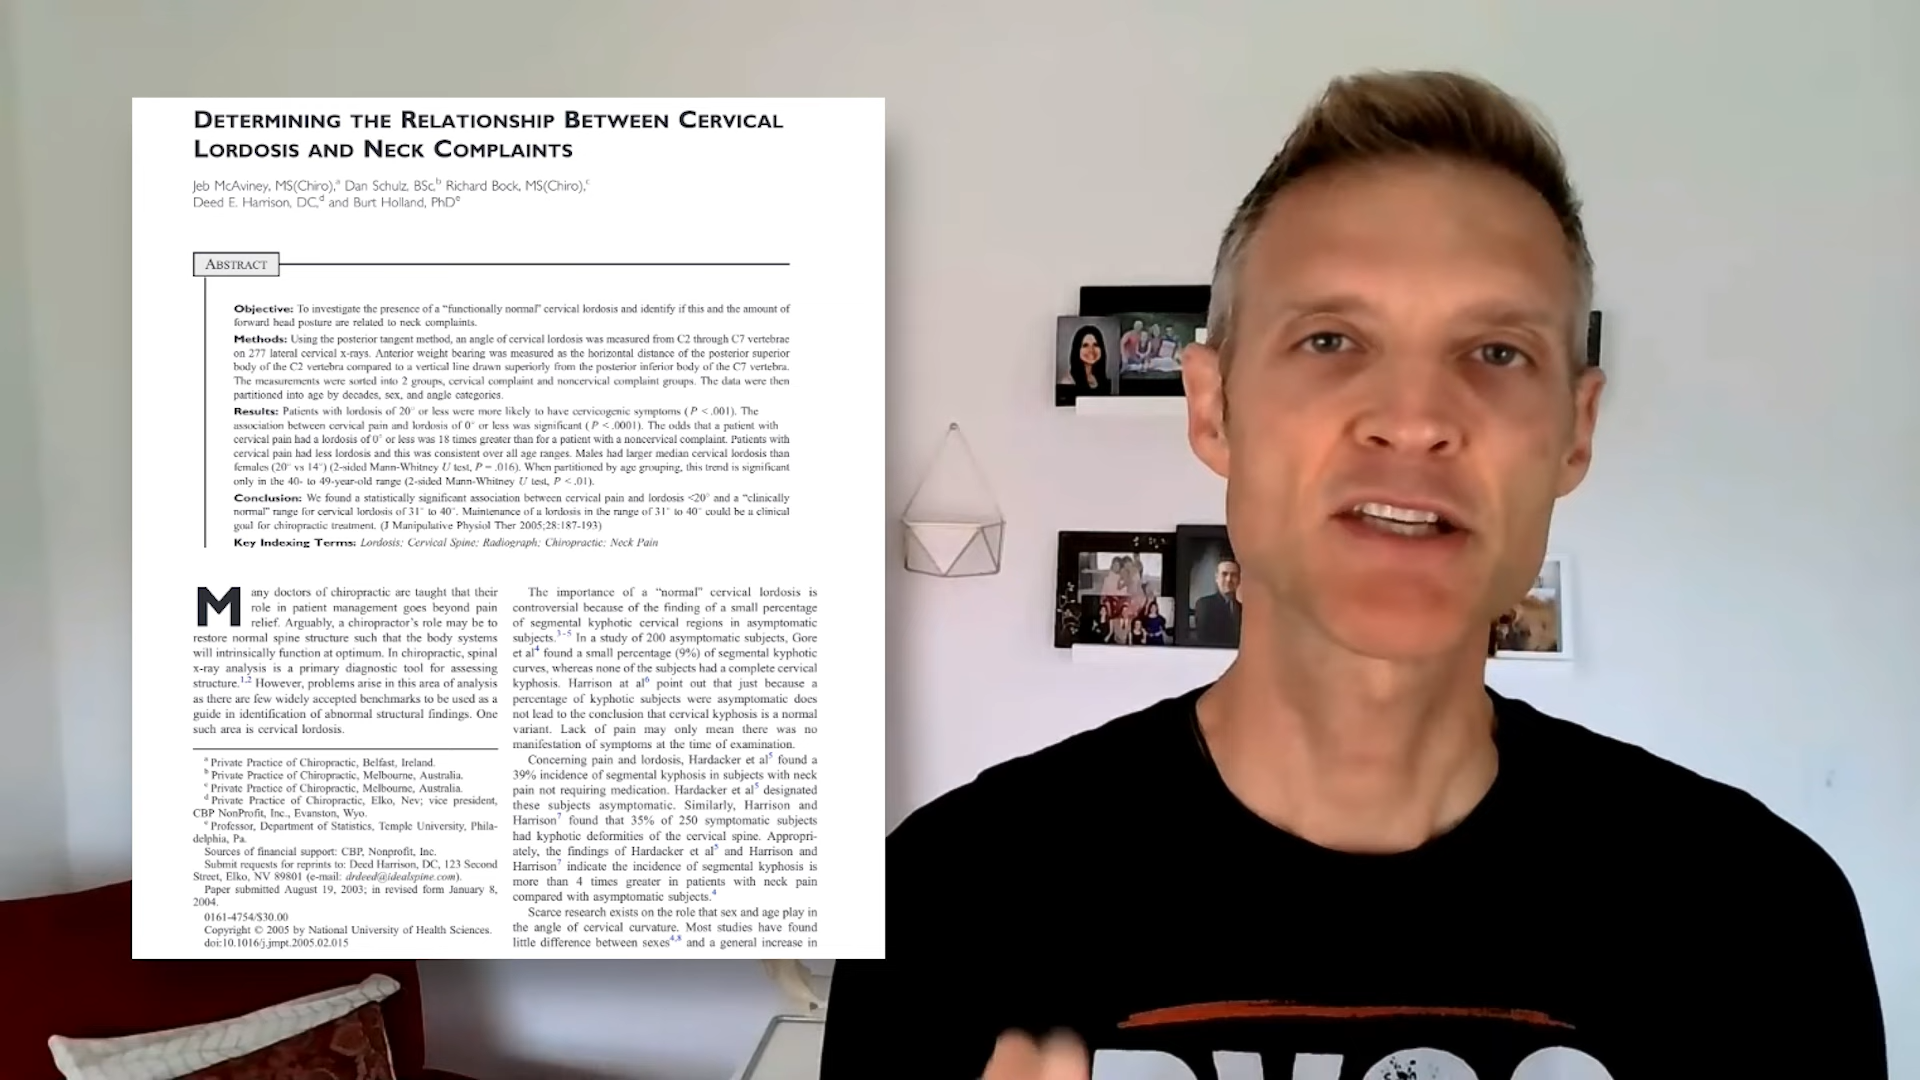 DETERMINING THE RELATIONSHIP BETWEEN CERVICAL
LORDOSIS AND NECK COMPLAINTS
Jeb McAviney, MS(Chiro),a Dan Schulz, BSc,b Richard Bock, MS(Chiro),c
Deed E. Harrison, DC,d and Burt Holland, PhDe
ABSTRACT
Objective: To investigate the presence of a "functionally normal" cervical lordosis and identify if this and the amount of
forward head posture are related to neck complaints.
Methods: Using the posterior tangent method, an angle of cervical lordosis was measured from C2 through C7 vertebrae
on 277 lateral cervical x-rays. Anterior weight bearing was measured as the horizontal distance of the posterior superior
body of the C2 vertebra compared to a vertical line drawn superiorly from the posterior inferior body of the C7 vertebra.
The measurements were sorted into 2 groups, cervical complaint and noncervical complaint groups. The data were then
partitioned into age by decades, sex, and angle categories.
Results: Patients with lordosis of 20° or less were more likely to have cervicogenic symptoms (P < .001). The
association between cervical pain and lordosis of 0° or less was significant (P < .0001). The odds that a patient with
cervical pain had a lordosis of 0° or less was 18 times greater than for a patient with a noncervical complaint. Patients with
cervical pain had less lordosis and this was consistent over all age ranges. Males had larger median cervical lordosis than
females (20° vs 14°) (2-sided Mann-Whitney U test, P = .016). When partitioned by age grouping, this trend is significant
only in the 40- to 49-year-old range (2-sided Mann-Whitney U test, P < .01).
Conclusion: We found a statistically significant association between cervical pain and lordosis <20° and a "clinically
normal" range for cervical lordosis of 31° to 40°. Maintenance of a lordosis in the range of 31° to 40° could be a clinical
goal for chiropractic treatment. (J Manipulative Physiol Ther 2005;28:187-193)
Key Indexing Terms: Lordosis; Cervical Spine; Radiograph; Chiropractic; Neck Pain
Many doctors of chiropractic are taught that their
role in patient management goes beyond pain
relief. Arguably, a chiropractor's role may be to
restore normal spine structure such that the body systems
will intrinsically function at optimum. In chiropractic, spinal
x-ray analysis is a primary diagnostic tool for assessing
structure.1,2 However, problems arise in this area of analysis
as there are few widely accepted benchmarks to be used as a
guide in identification of abnormal structural findings. One
such area is cervical lordosis.
a Private Practice of Chiropractic, Belfast, Ireland.
b Private Practice of Chiropractic, Melbourne, Australia.
c Private Practice of Chiropractic, Melbourne, Australia.
d Private Practice of Chiropractic, Elko, Nev; vice president,
CBP NonProfit, Inc., Evanston, Wyo.
e Professor, Department of Statistics, Temple University, Phila-
delphia, Pa.
Sources of financial support: CBP, Nonprofit, Inc.
Submit requests for reprints to: Deed Harrison, DC, 123 Second
Street, Elko, NV 89801 (e-mail: drdeed@idealspine.com).
Paper submitted August 19, 2003; in revised form January 8,
2004.
0161-4754/$30.00
Copyright © 2005 by National University of Health Sciences.
doi:10.1016/j.jmpt.2005.02.015
The importance of a "normal" cervical lordosis is
controversial because of the finding of a small percentage
of segmental kyphotic cervical regions in asymptomatic
subjects.3-5 In a study of 200 asymptomatic subjects, Gore
et al4 found a small percentage (9%) of segmental kyphotic
curves, whereas none of the subjects had a complete cervical
kyphosis. Harrison at al6 point out that just because a
percentage of kyphotic subjects were asymptomatic does
not lead to the conclusion that cervical kyphosis is a normal
variant. Lack of pain may only mean there was no
manifestation of symptoms at the time of examination.
Concerning pain and lordosis, Hardacker et al5 found a
39% incidence of segmental kyphosis in subjects with neck
pain not requiring medication. Hardacker et al5 designated
these subjects asymptomatic. Similarly, Harrison and
Harrison7 found that 35% of 250 symptomatic subjects
had kyphotic deformities of the cervical spine. Appropri-
ately, the findings of Hardacker et al5 and Harrison and
Harrison7 indicate the incidence of segmental kyphosis is
more than 4 times greater in patients with neck pain
compared with asymptomatic subjects.4
Scarce research exists on the role that sex and age play in
the angle of cervical curvature. Most studies have found
little difference between sexes4,8 and a general increase in